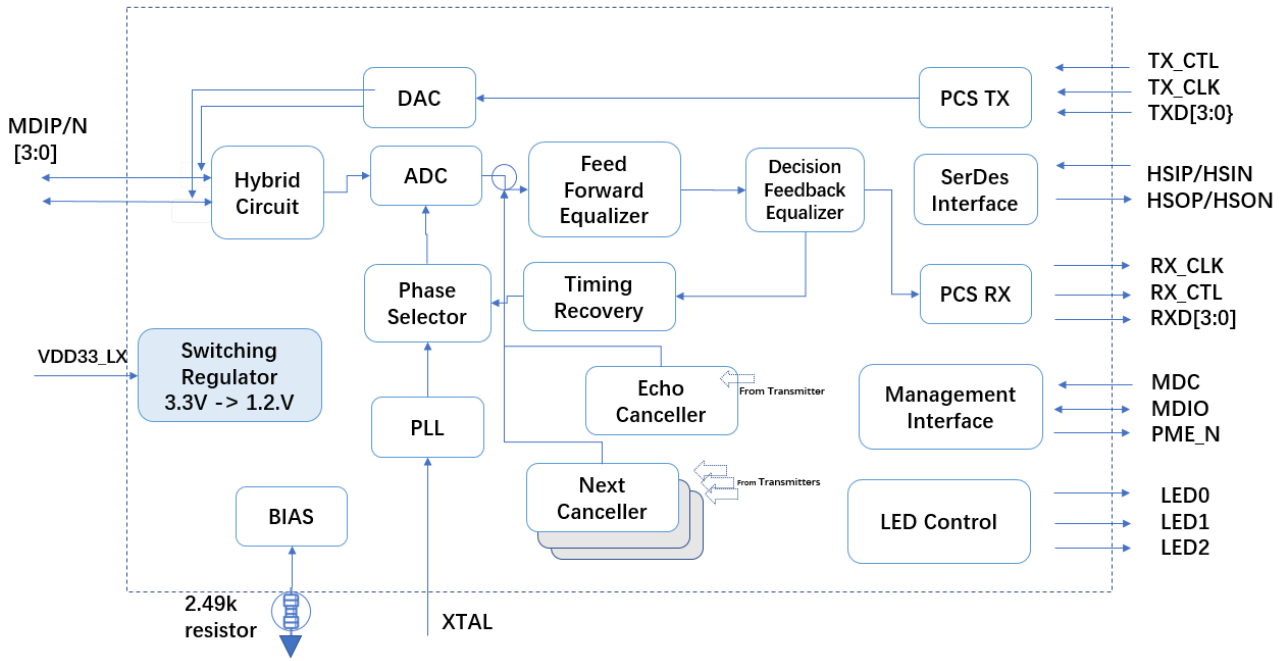 TX_CTL
TX_CLK
TXD[3:0}
DAC
PCS TX
MDIP/N
[3:0]
Hybrid
Circuit
ADC
Feed
Forward
Equalizer
Decision
Feedback
Equalizer
SerDes
Interface
HSIP/HSIN
HSOP/HSON
Phase
Selector
Timing
Recovery
PCS RX
RX_CLK
RX_CTL
RXD[3:0]
VDD33_LX
Switching
Regulator
3.3V -> 1.2.V
Echo
Canceller
From Transmitter
Management
Interface
MDC
MDIO
PME_N
PLL
Next
Canceller
From Transmitters
LED Control
LED0
LED1
LED2
BIAS
2.49k
resistor
XTAL